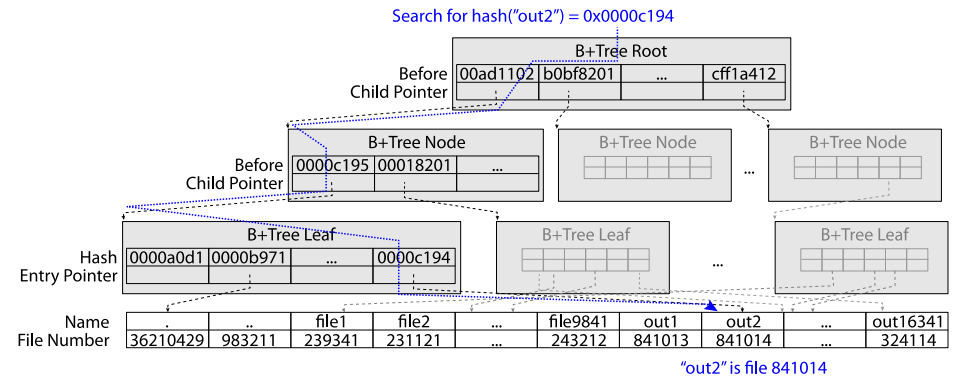 Search for hash("out2") = 0x0000c194
B+Tree Root
Before 00ad1102 b0bf8201 ... cff1a412
Child Pointer
B+Tree Node B+Tree Node B+Tree Node
Before 0000c195 00018201 ...
Child Pointer
...
B+Tree Leaf B+Tree Leaf B+Tree Leaf
Hash 0000a0d1 0000b971 ... 0000c194
Entry Pointer
...
Name . .. file1 file2 ... file9841 out1 out2 ... out16341
File Number 36210429 983211 239341 231121 ... 243212 841013 841014 ... 324114
"out2" is file 841014